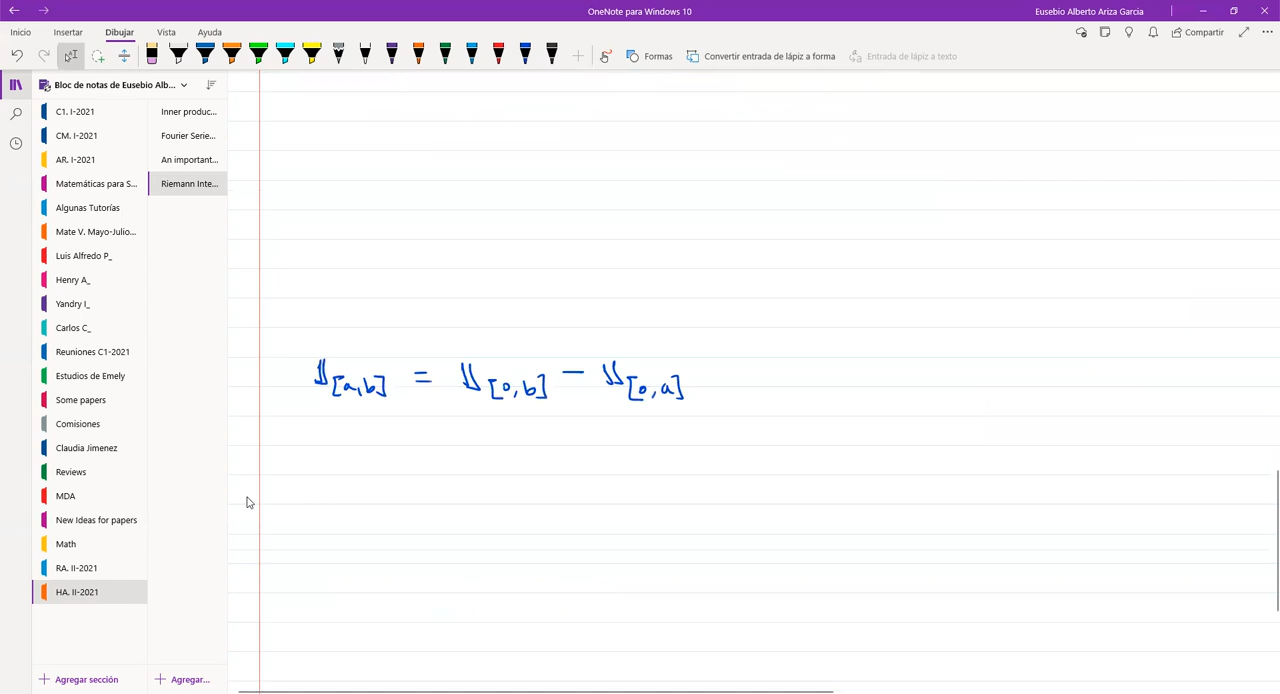 OneNote para Windows 10
Eusebio Alberto Ariza Garcia
Inicio Insertar Dibujar Vista Ayuda
Compartir
Formas Convertir entrada de lápiz a forma Entrada de lápiz a texto
Bloc de notas de Eusebio Alb...
C1. I-2021
CM. I-2021
AR. I-2021
Matemáticas para S...
Algunas Tutorías
Mate V. Mayo-Julio...
Luis Alfredo P_
Henry A_
Yandry I_
Carlos C_
Reuniones C1-2021
Estudios de Emely
Some papers
Comisiones
Claudia Jimenez
Reviews
MDA
New Ideas for papers
Math
RA. II-2021
HA. II-2021
Agregar sección
Inner produc...
Fourier Serie...
An important...
Riemann Inte...
Agregar...
𝟙[a,b] = 𝟙[0,b] − 𝟙[0,a]